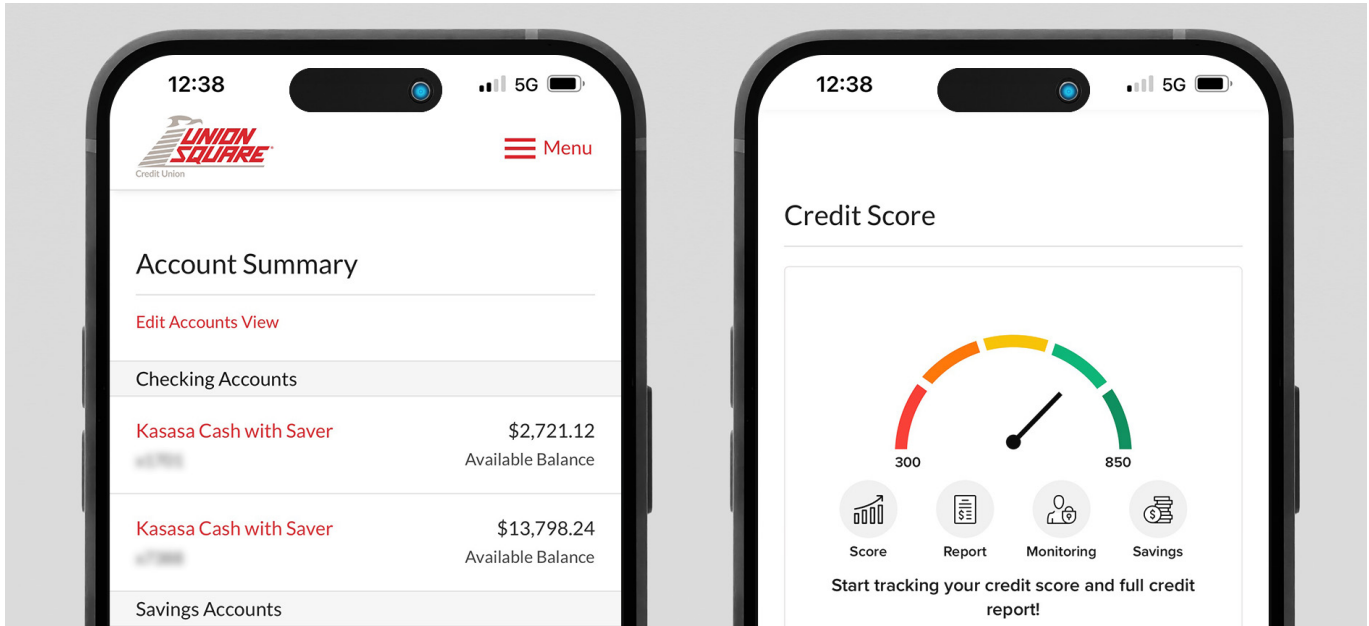 12:38
5G
UNION
SQUARE
Credit Union
Menu
Account Summary
Edit Accounts View
Checking Accounts
Kasasa Cash with Saver
$2,721.12
Available Balance
Kasasa Cash with Saver
$13,798.24
Available Balance
Savings Accounts
12:38
5G
Credit Score
300
850
Score
Report
Monitoring
Savings
Start tracking your credit score and full credit
report!